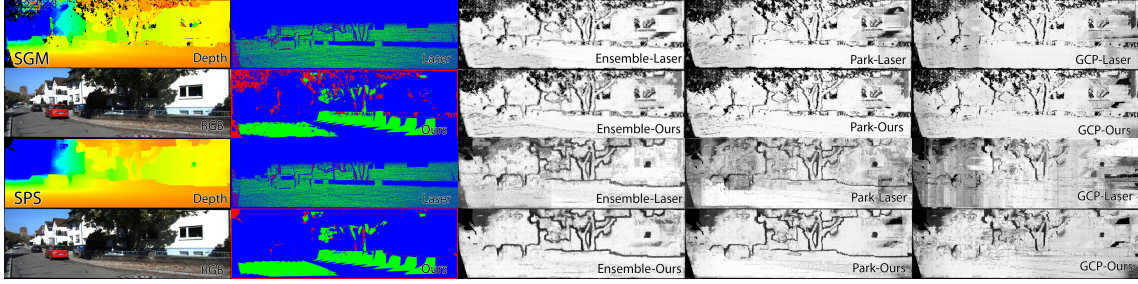 SGM
Depth
Laser
Ensemble-Laser
Park-Laser
GCP-Laser
RGB
Ours
Ensemble-Ours
Park-Ours
GCP-Ours
SPS
Depth
Laser
Ensemble-Laser
Park-Laser
GCP-Laser
RGB
Ours
Ensemble-Ours
Park-Ours
GCP-Ours